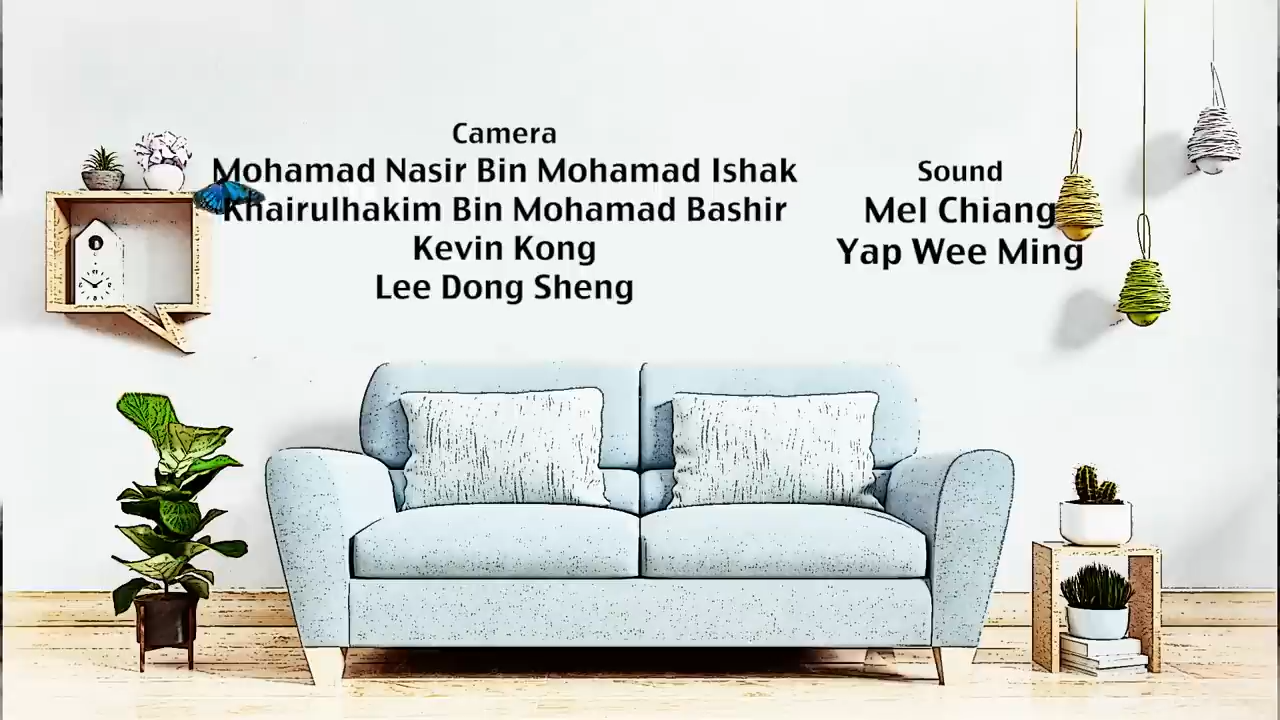 Camera
Mohamad Nasir Bin Mohamad Ishak
Khairulhakim Bin Mohamad Bashir
Kevin Kong
Lee Dong Sheng
Sound
Mel Chiang
Yap Wee Ming